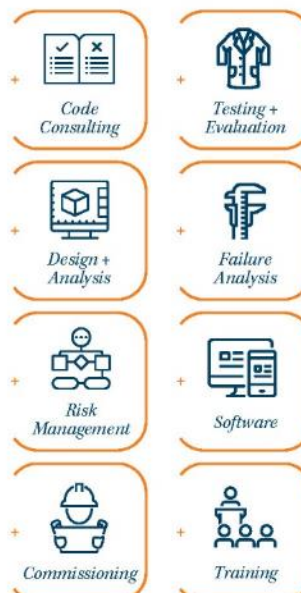 Code
Consulting
Testing +
Evaluation
Design +
Analysis
Failure
Analysis
Risk
Management
Software
Commissioning
Training